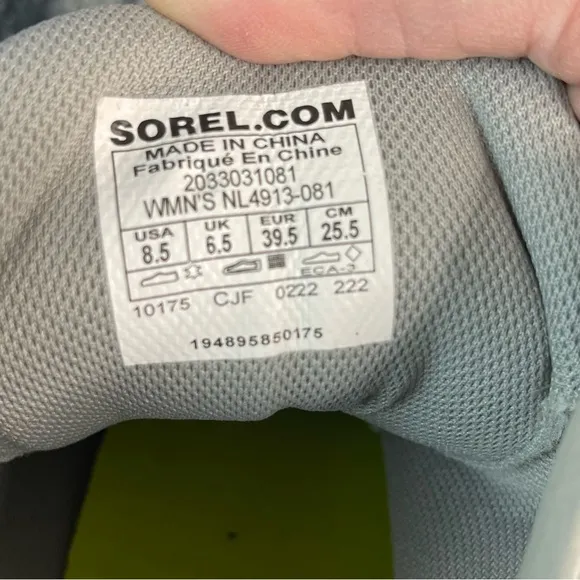 SOREL.COM
MADE IN CHINA
Fabriqué En Chine
2033031081
WMN'S NL4913-081
USA UK EUR CM
8.5 6.5 39.5 25.5
ECA-?
10175 CJF 0222 222
194895850175